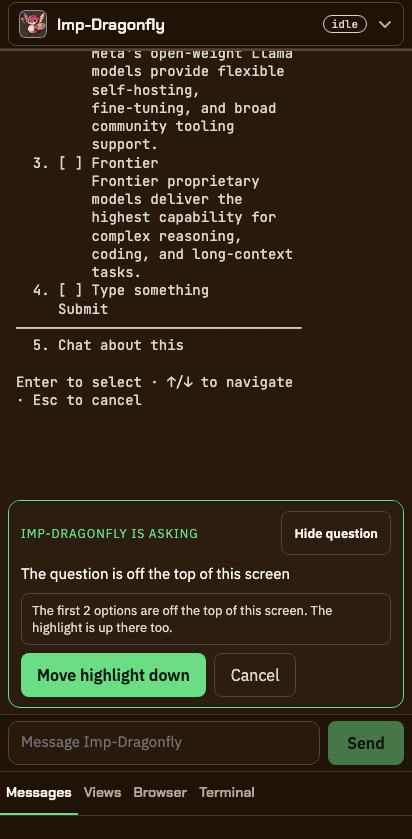 Imp-Dragonfly
idle
Meta's open-weight Llama
models provide flexible
self-hosting,
fine-tuning, and broad
community tooling
support.
3. [ ] Frontier
Frontier proprietary
models deliver the
highest capability for
complex reasoning,
coding, and long-context
tasks.
4. [ ] Type something
Submit
5. Chat about this
Enter to select · ↑/↓ to navigate
· Esc to cancel
IMP-DRAGONFLY IS ASKING
Hide question
The question is off the top of this screen
The first 2 options are off the top of this screen. The
highlight is up there too.
Move highlight down
Cancel
Message Imp-Dragonfly
Send
Messages Views Browser Terminal